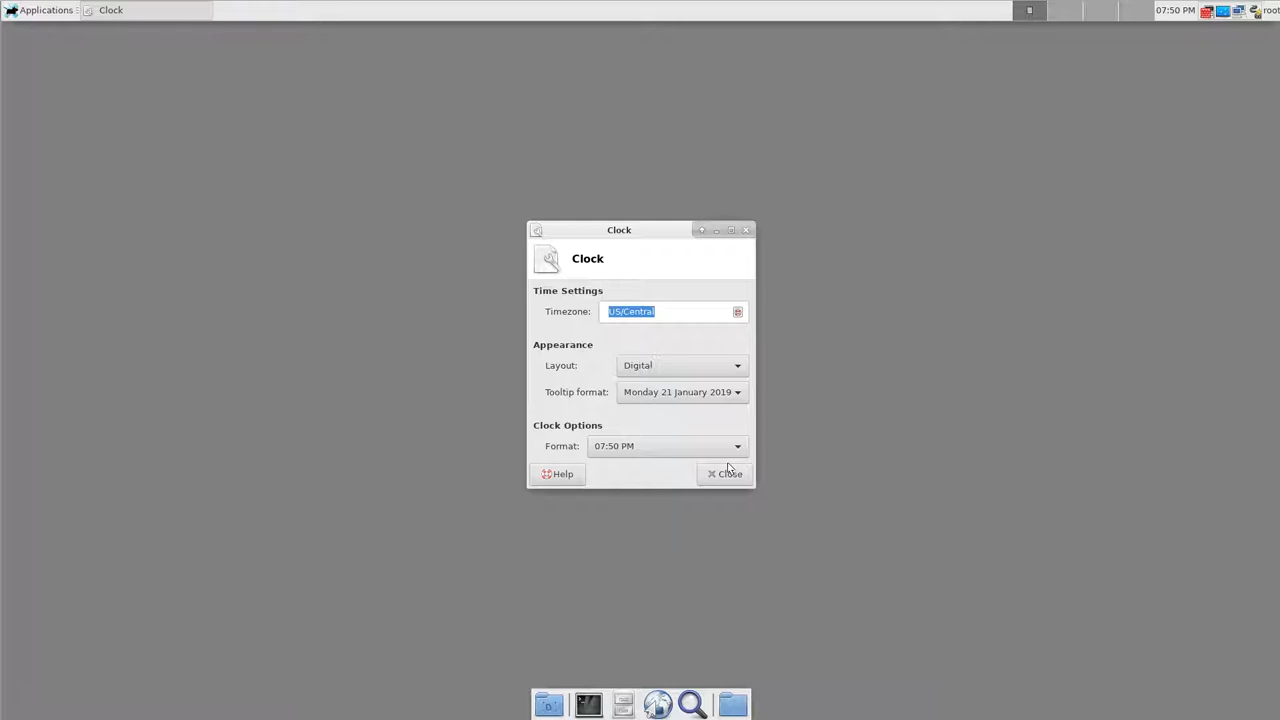 Applications
Clock
07:50 PM
root
Clock
Clock
Time Settings
Timezone: US/Central
Appearance
Layout: Digital
Tooltip format: Monday 21 January 2019
Clock Options
Format: 07:50 PM
Help
Close